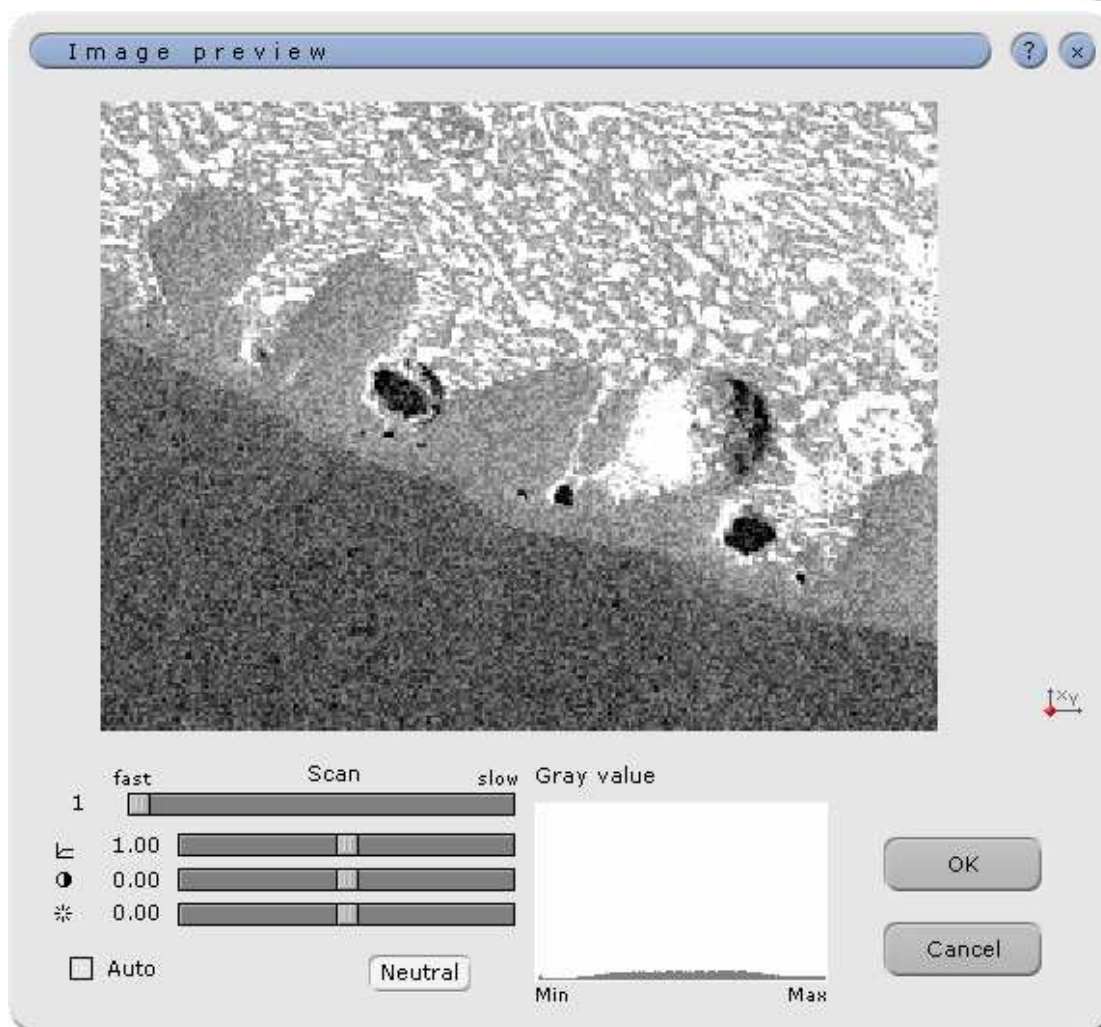 Image preview
? ×
X Y
fast Scan slow
1
1.00
0.00
0.00
Auto
Neutral
Gray value
Min Max
OK
Cancel